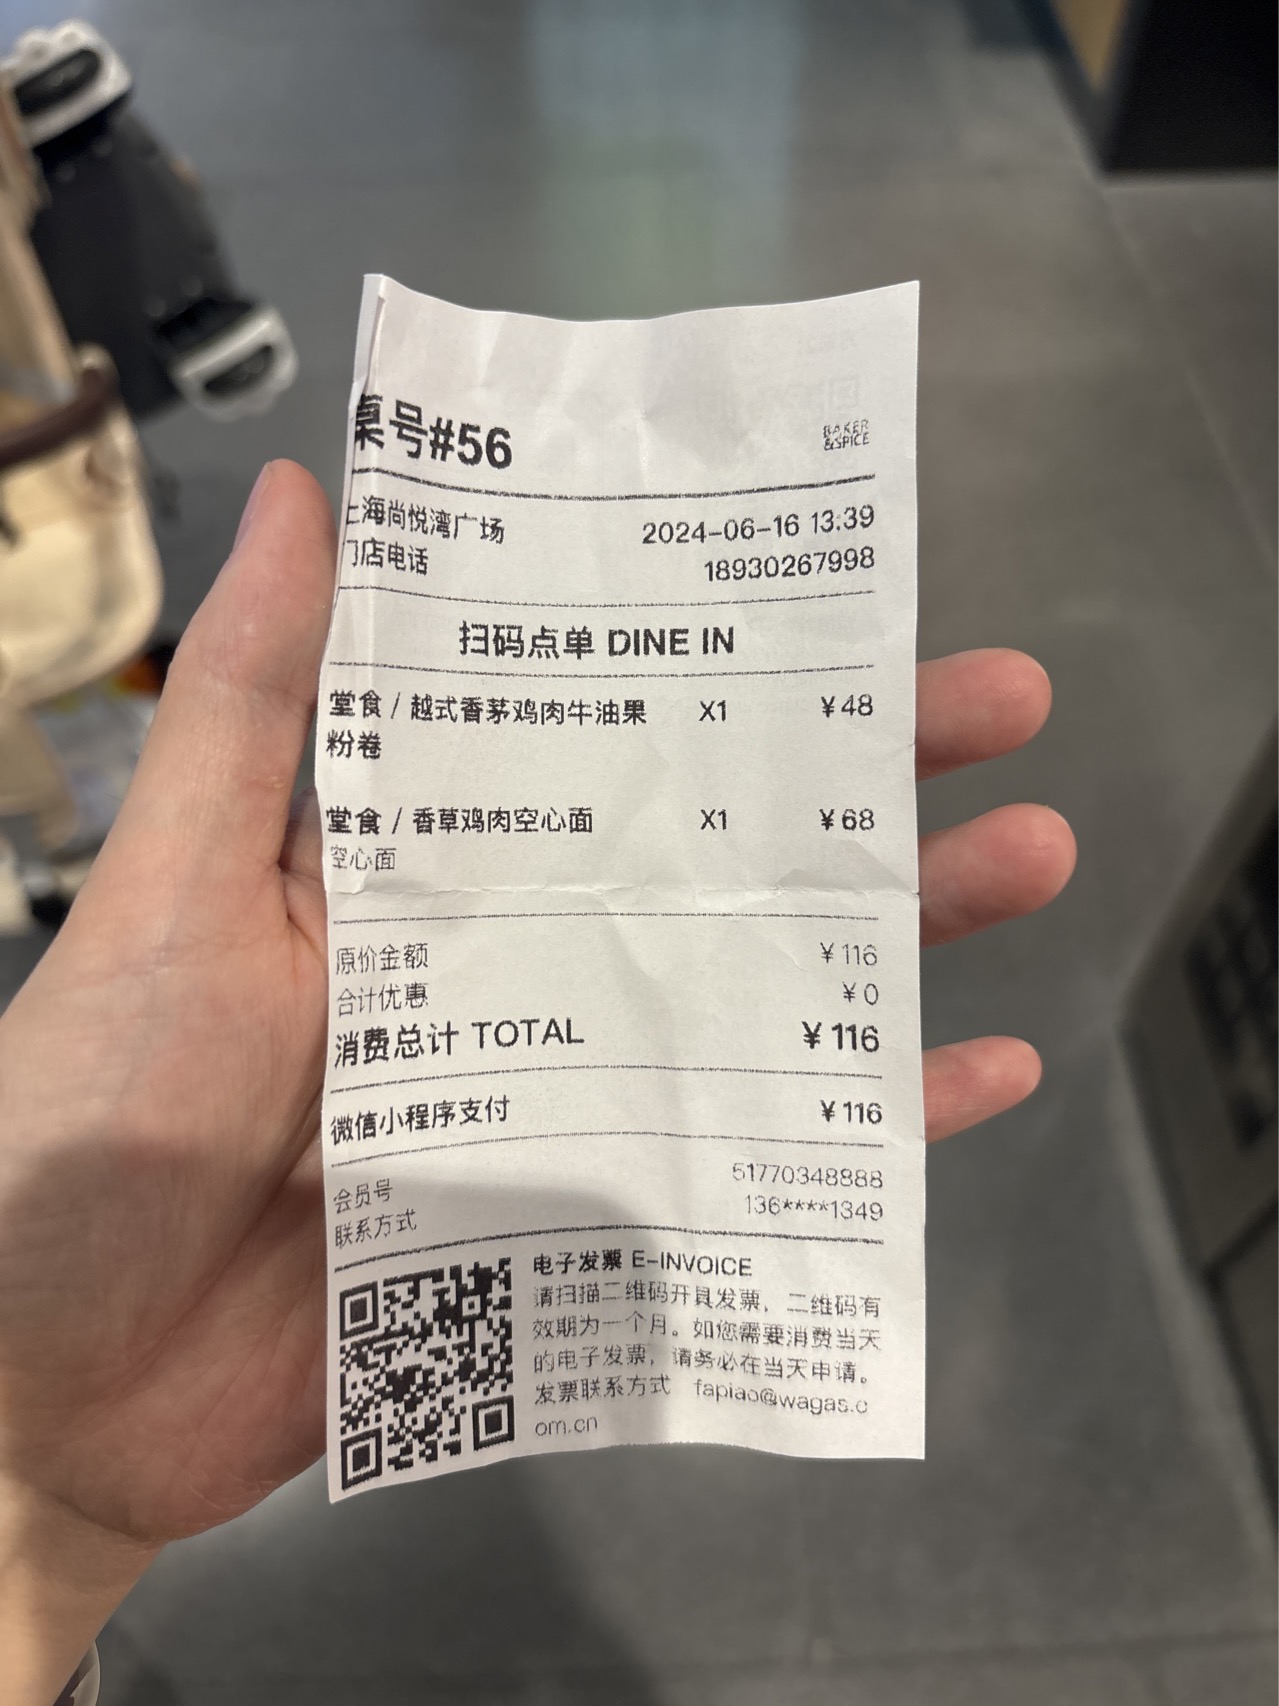 桌号#56
BAKER
&SPICE
上海尚悦湾广场 2024-06-16 13:39
门店电话 18930267998
扫码点单 DINE IN
堂食 / 越式香茅鸡肉牛油果 X1 ¥48
粉卷
堂食 / 香草鸡肉空心面 X1 ¥68
空心面
原价金额 ¥116
合计优惠 ¥0
消费总计 TOTAL ¥116
微信小程序支付 ¥116
会员号 51770348888
联系方式 136****1349
电子发票 E-INVOICE
请扫描二维码开具发票，二维码有
效期为一个月。如您需要消费当天
的电子发票，请务必在当天申请。
发票联系方式 fapiao@wagas.c
om.cn